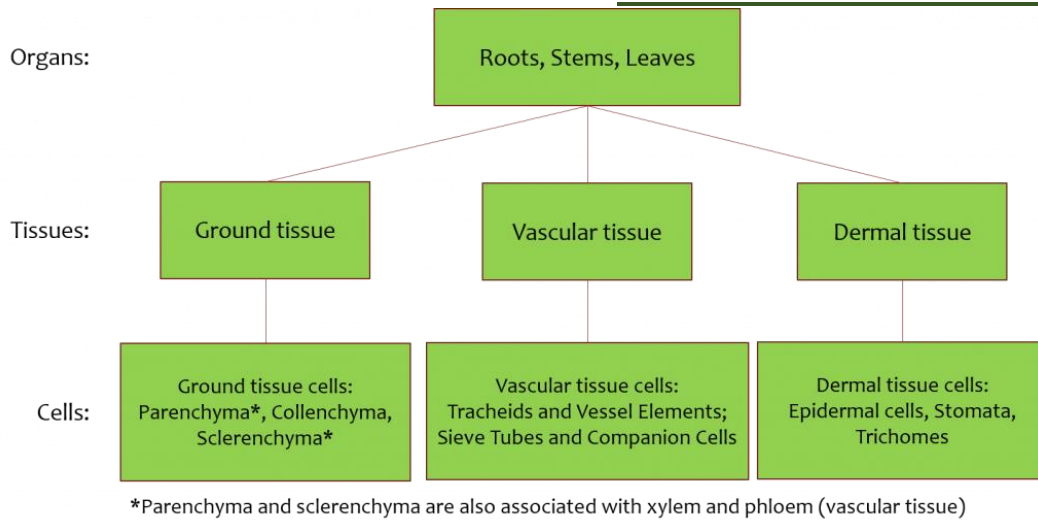 Organs:
Roots, Stems, Leaves
Tissues:
Ground tissue
Vascular tissue
Dermal tissue
Cells:
Ground tissue cells:
Parenchyma*, Collenchyma,
Sclerenchyma*
Vascular tissue cells:
Tracheids and Vessel Elements;
Sieve Tubes and Companion Cells
Dermal tissue cells:
Epidermal cells, Stomata,
Trichomes
*Parenchyma and sclerenchyma are also associated with xylem and phloem (vascular tissue)